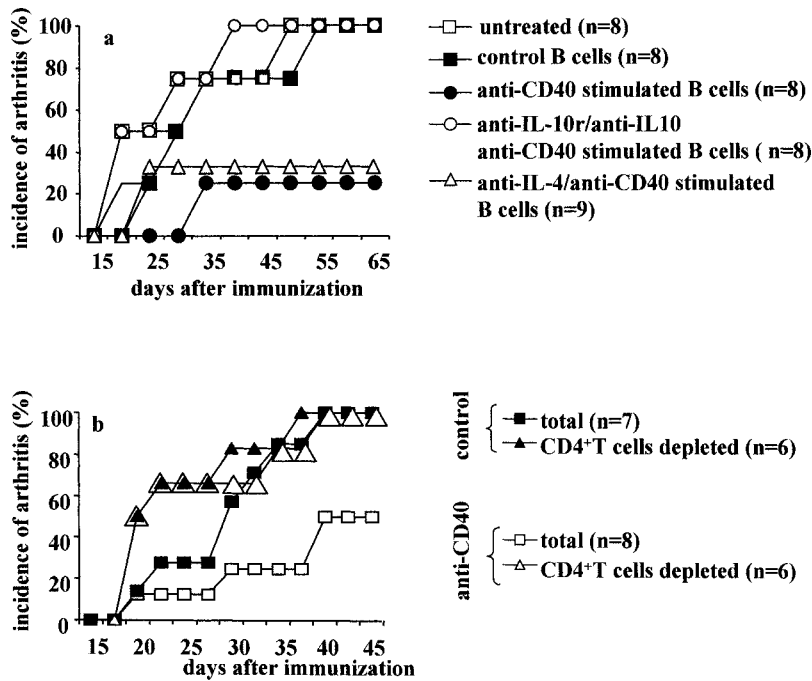 a
incidence of arthritis (%)
100
80
60
40
20
0
15 25 35 45 55 65
days after immunization
untreated (n=8)
control B cells (n=8)
anti-CD40 stimulated B cells (n=8)
anti-IL-10r/anti-IL10
anti-CD40 stimulated B cells ( n=8)
anti-IL-4/anti-CD40 stimulated
B cells (n=9)
b
incidence of arthritis (%)
100
80
60
40
20
0
15 20 25 30 35 40 45
days after immunization
control
total (n=7)
CD4+T cells depleted (n=6)
anti-CD40
total (n=8)
CD4+T cells depleted (n=6)